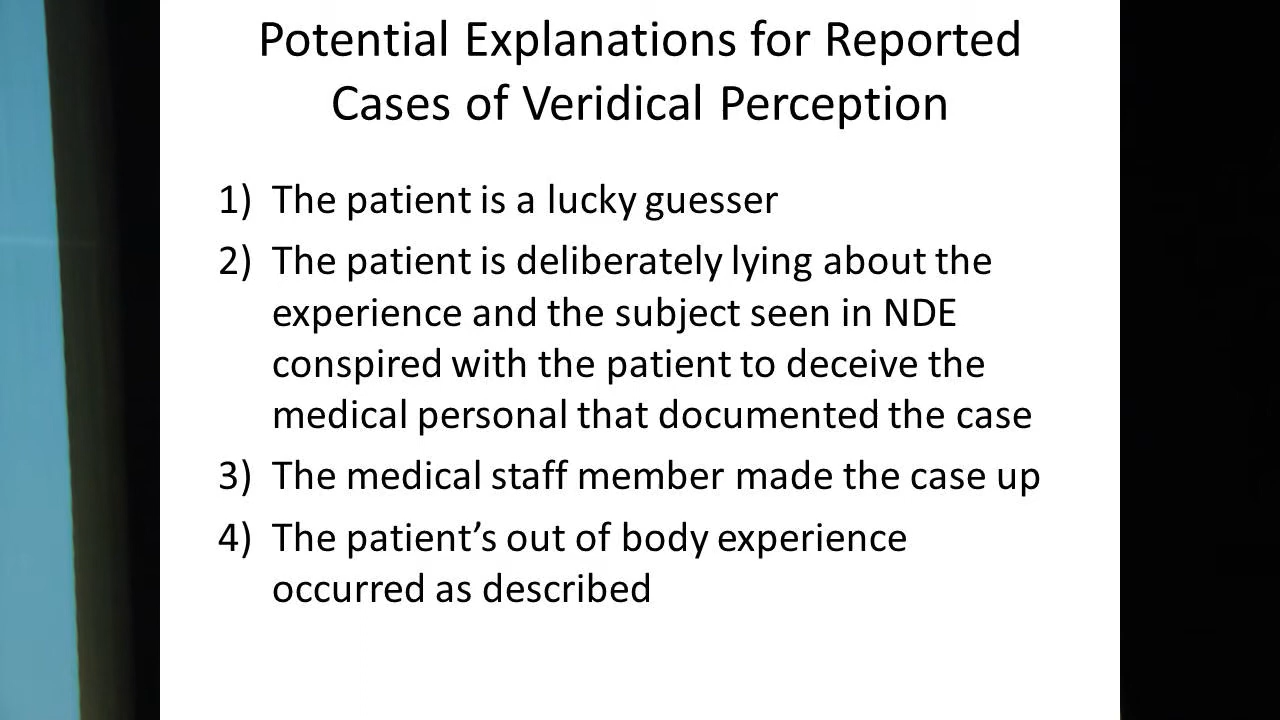 Potential Explanations for Reported
Cases of Veridical Perception
1) The patient is a lucky guesser
2) The patient is deliberately lying about the
experience and the subject seen in NDE
conspired with the patient to deceive the
medical personal that documented the case
3) The medical staff member made the case up
4) The patient’s out of body experience
occurred as described